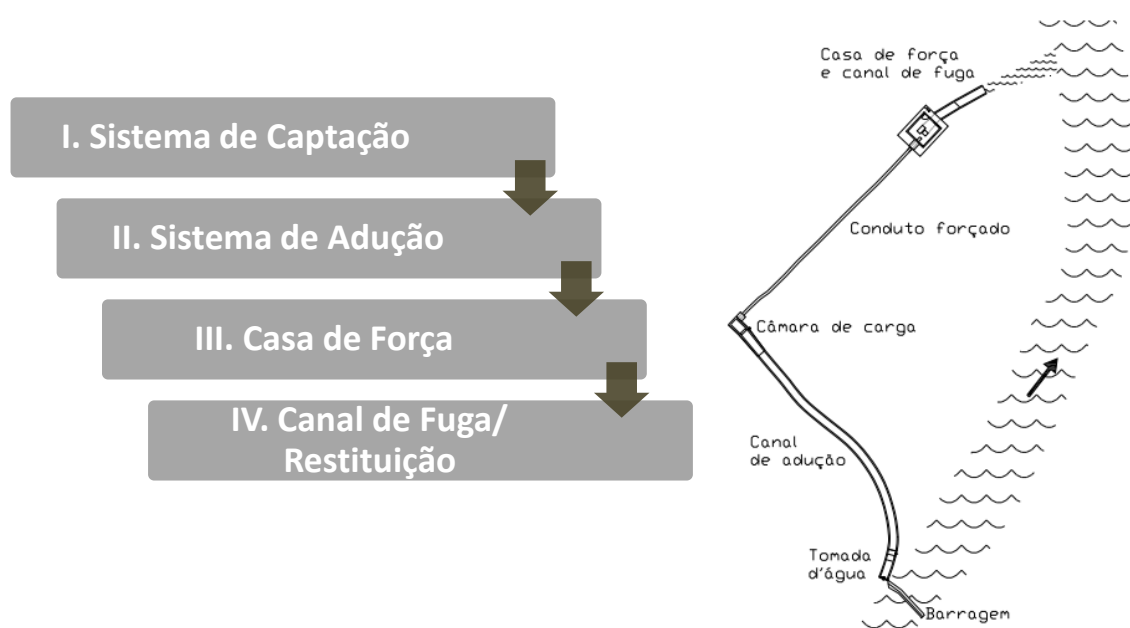 I. Sistema de Captação
II. Sistema de Adução
III. Casa de Força
IV. Canal de Fuga/
Restituição
Casa de força
e canal de fuga
Conduto forçado
Câmara de carga
Canal
de adução
Tomada
d'água
Barragem